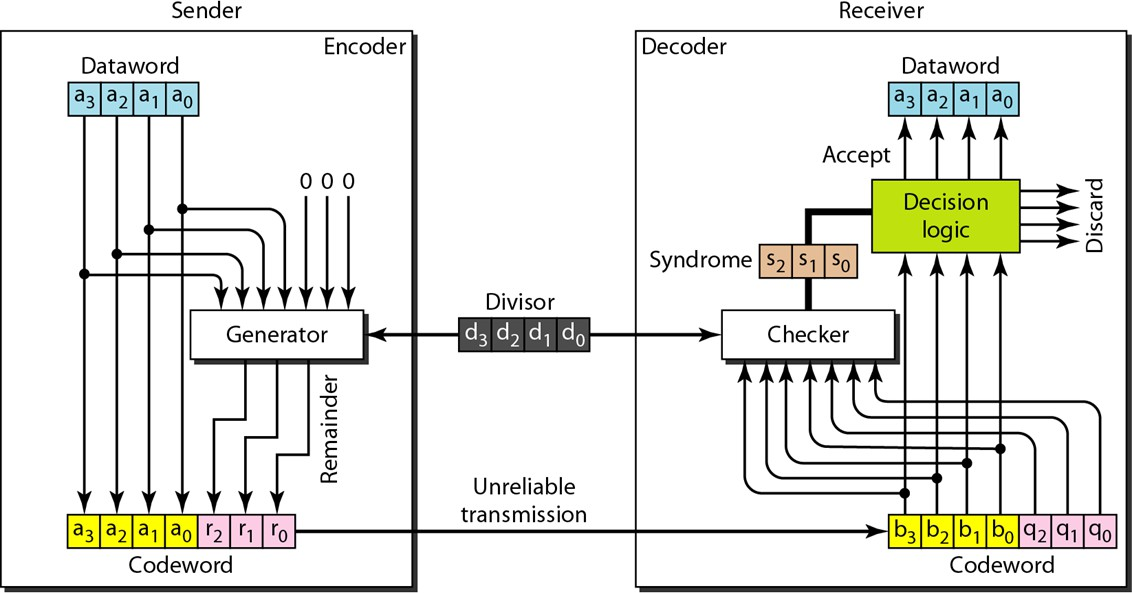 Sender
Encoder
Dataword
a3 a2 a1 a0
0 0 0
Generator
Remainder
a3 a2 a1 a0 r2 r1 r0
Codeword
Divisor
d3 d2 d1 d0
Unreliable
transmission
Receiver
Decoder
Dataword
a3 a2 a1 a0
Accept
Decision
logic
Discard
Syndrome
s2 s1 s0
Checker
b3 b2 b1 b0 q2 q1 q0
Codeword